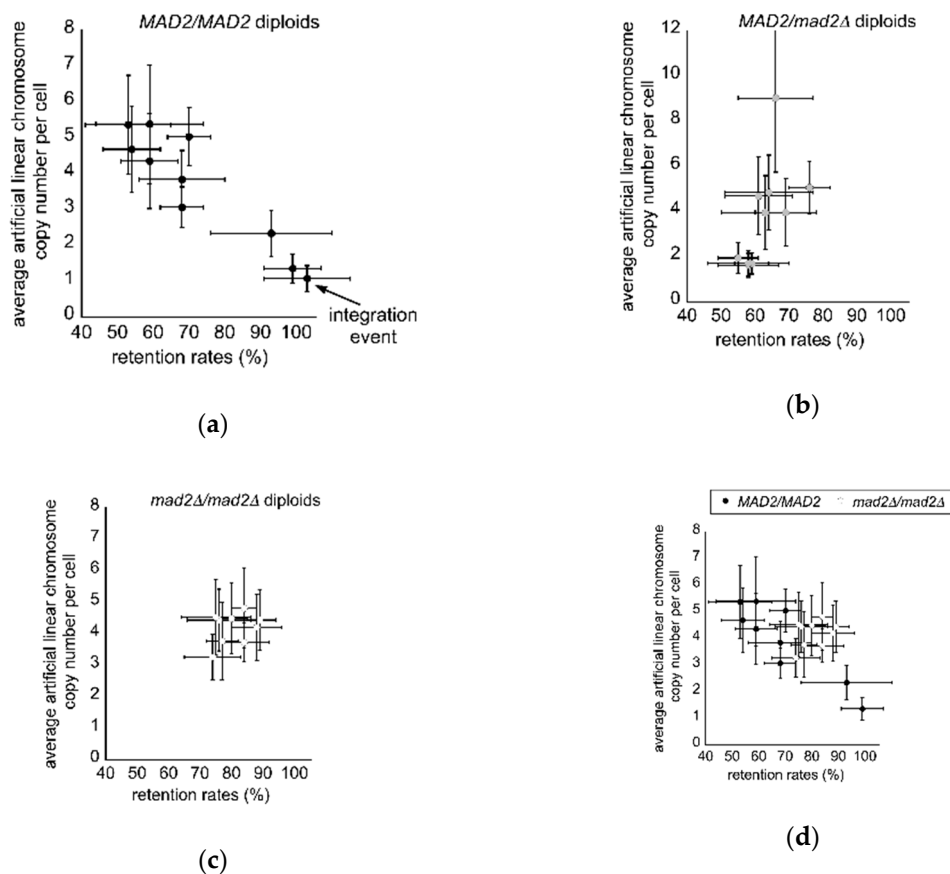 MAD2/MAD2 diploids
average artificial linear chromosome
copy number per cell
8
7
6
5
4
3
2
1
0
40 50 60 70 80 90 100
retention rates (%)
integration
event
(a)
MAD2/mad2Δ diploids
average artificial linear chromosome
copy number per cell
12
10
8
6
4
2
0
40 50 60 70 80 90 100
retention rates (%)
(b)
mad2Δ/mad2Δ diploids
average artificial linear chromosome
copy number per cell
8
7
6
5
4
3
2
1
0
40 50 60 70 80 90 100
retention rates (%)
(c)
MAD2/MAD2 mad2Δ/mad2Δ
average artificial linear chromosome
copy number per cell
8
7
6
5
4
3
2
1
0
40 50 60 70 80 90 100
retention rates (%)
(d)